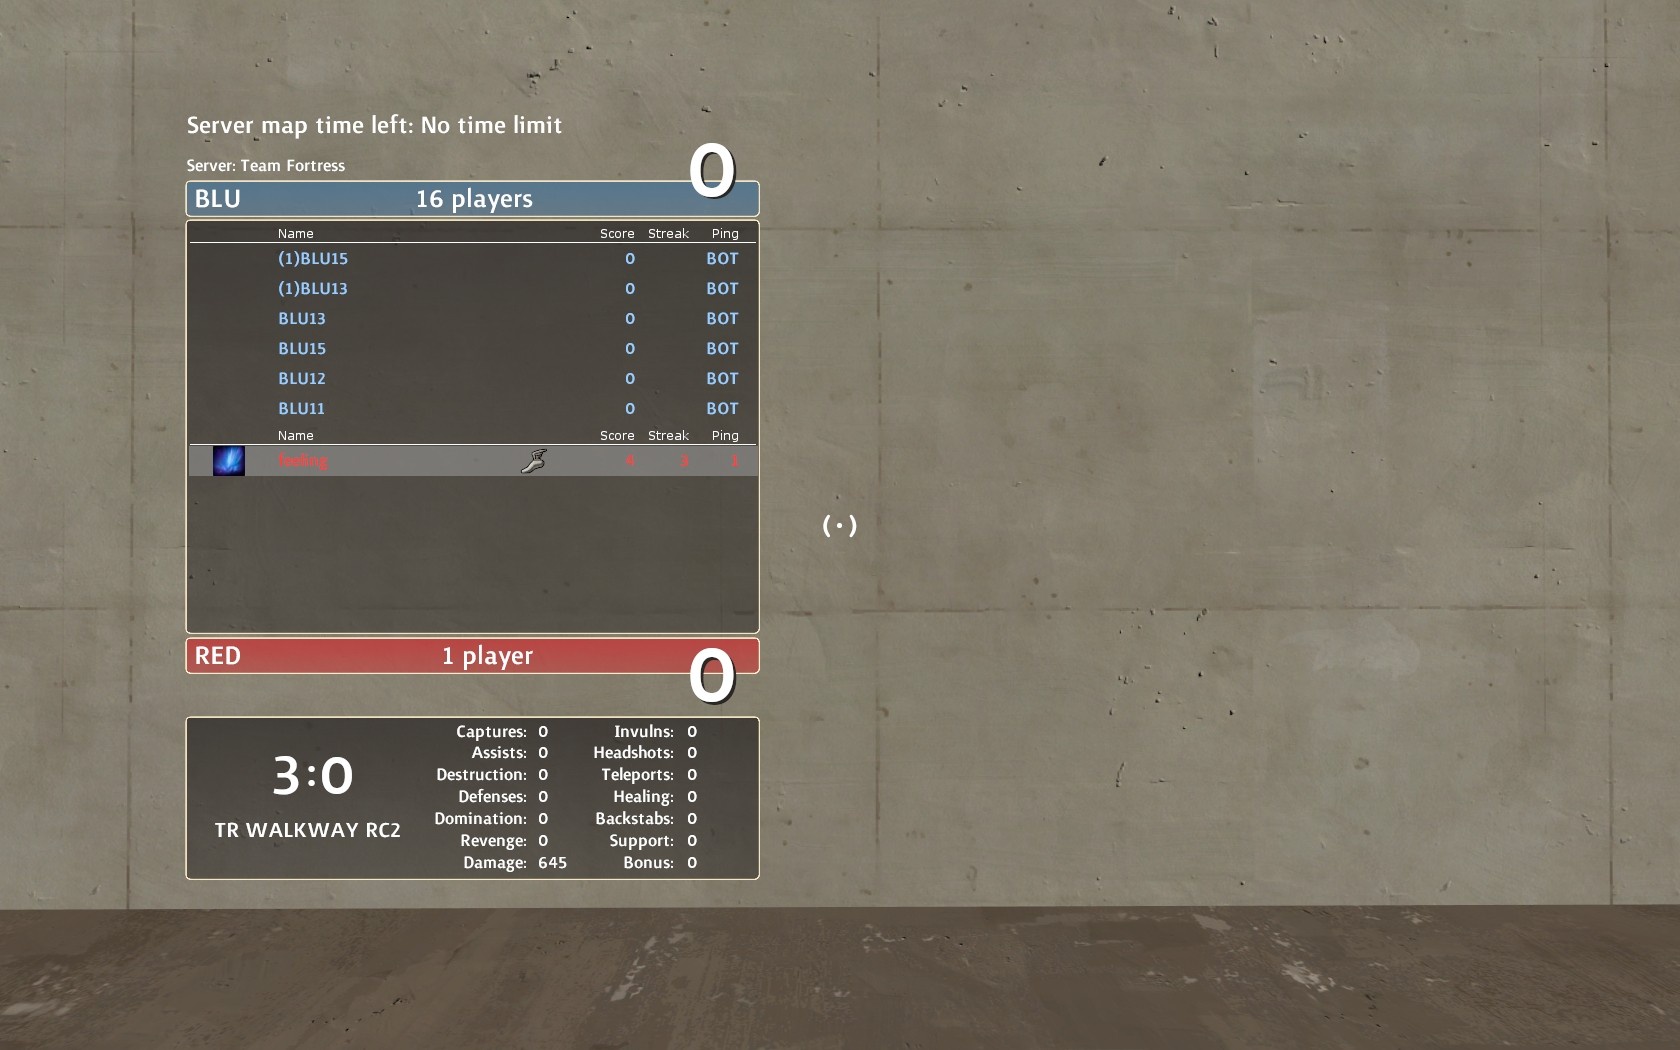 Server map time left: No time limit
Server: Team Fortress
BLU 16 players 0
Name Score Streak Ping
(1)BLU15 0 BOT
(1)BLU13 0 BOT
BLU13 0 BOT
BLU15 0 BOT
BLU12 0 BOT
BLU11 0 BOT
Name Score Streak Ping
4 3
RED 1 player 0
Captures: 0 Invulns: 0
Assists: 0 Headshots: 0
3:0
Destruction: 0 Teleports: 0
Defenses: 0 Healing: 0
TR WALKWAY RC2
Domination: 0 Backstabs: 0
Revenge: 0 Support: 0
Damage: 645 Bonus: 0